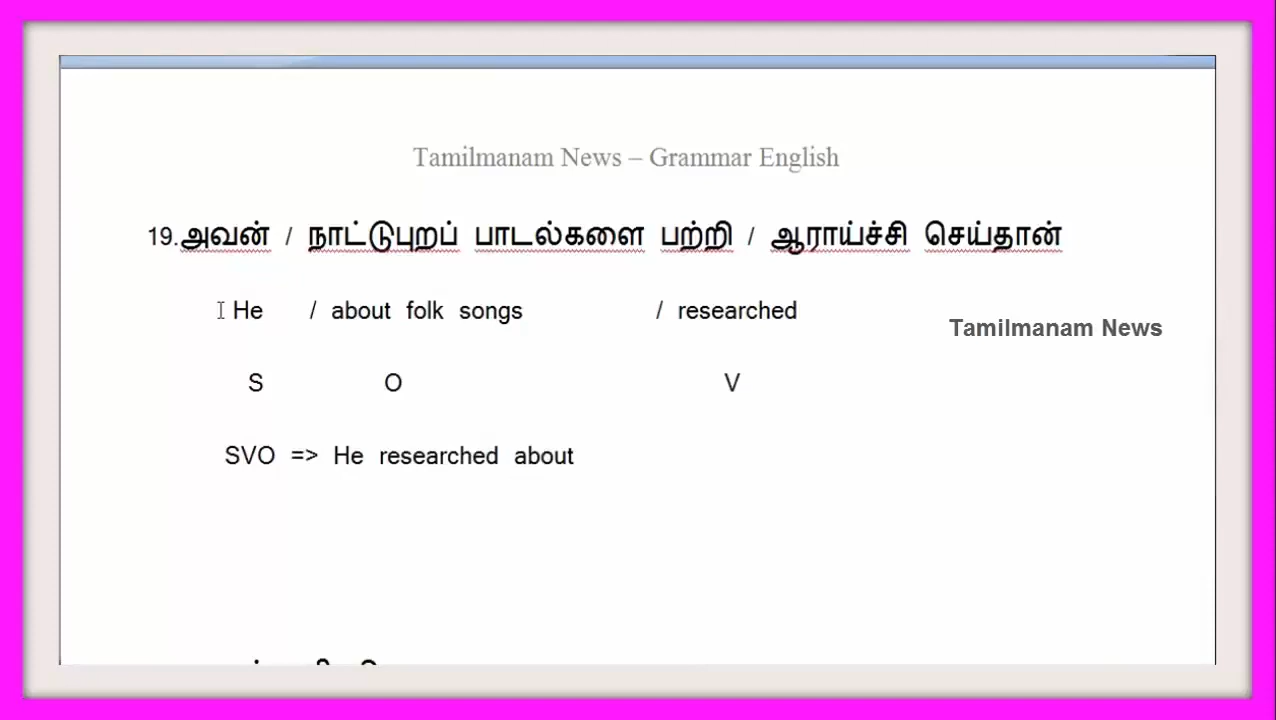 Tamilmanam News – Grammar English
19.அவன் / நாட்டுபுறப் பாடல்களை பற்றி / ஆராய்ச்சி செய்தான்
He / about folk songs / researched
Tamilmanam News
S O V
SVO => He researched about